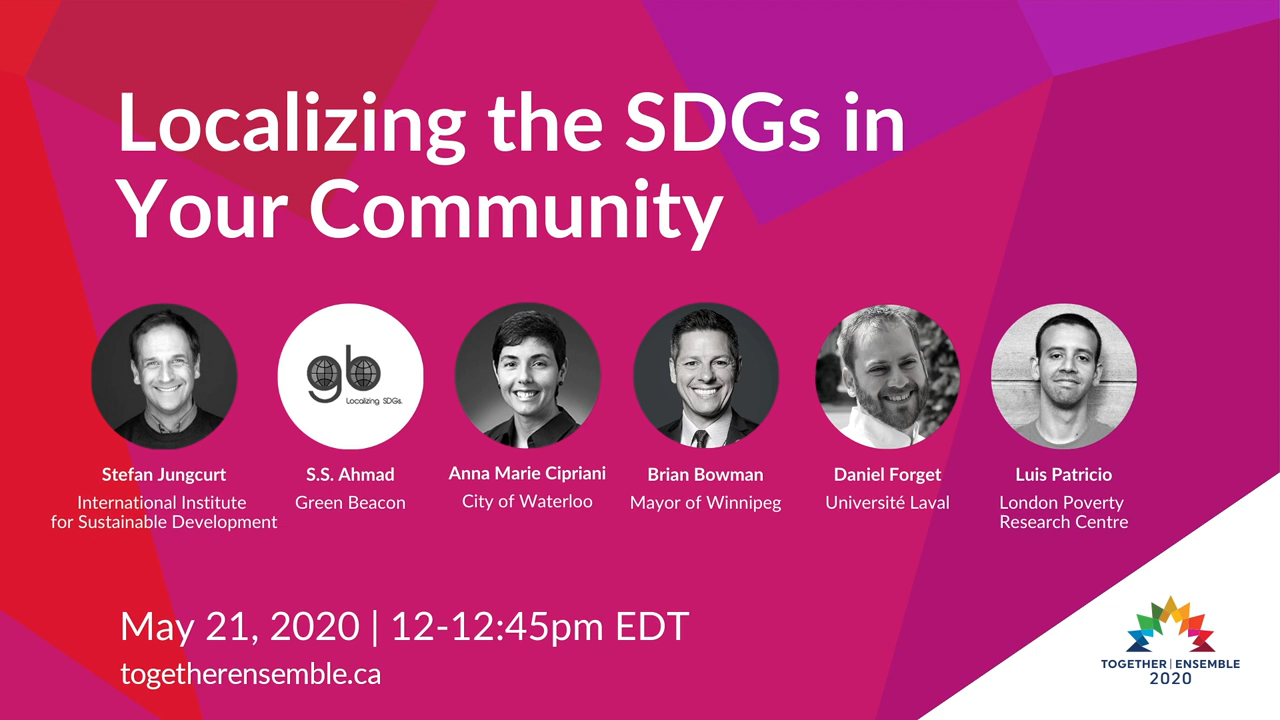 Localizing the SDGs in
Your Community
gb
Localizing SDGs.
Stefan Jungcurt
International Institute
for Sustainable Development
S.S. Ahmad
Green Beacon
Anna Marie Cipriani
City of Waterloo
Brian Bowman
Mayor of Winnipeg
Daniel Forget
Université Laval
Luis Patricio
London Poverty
Research Centre
May 21, 2020 | 12-12:45pm EDT
togetherensemble.ca
TOGETHER | ENSEMBLE
2020